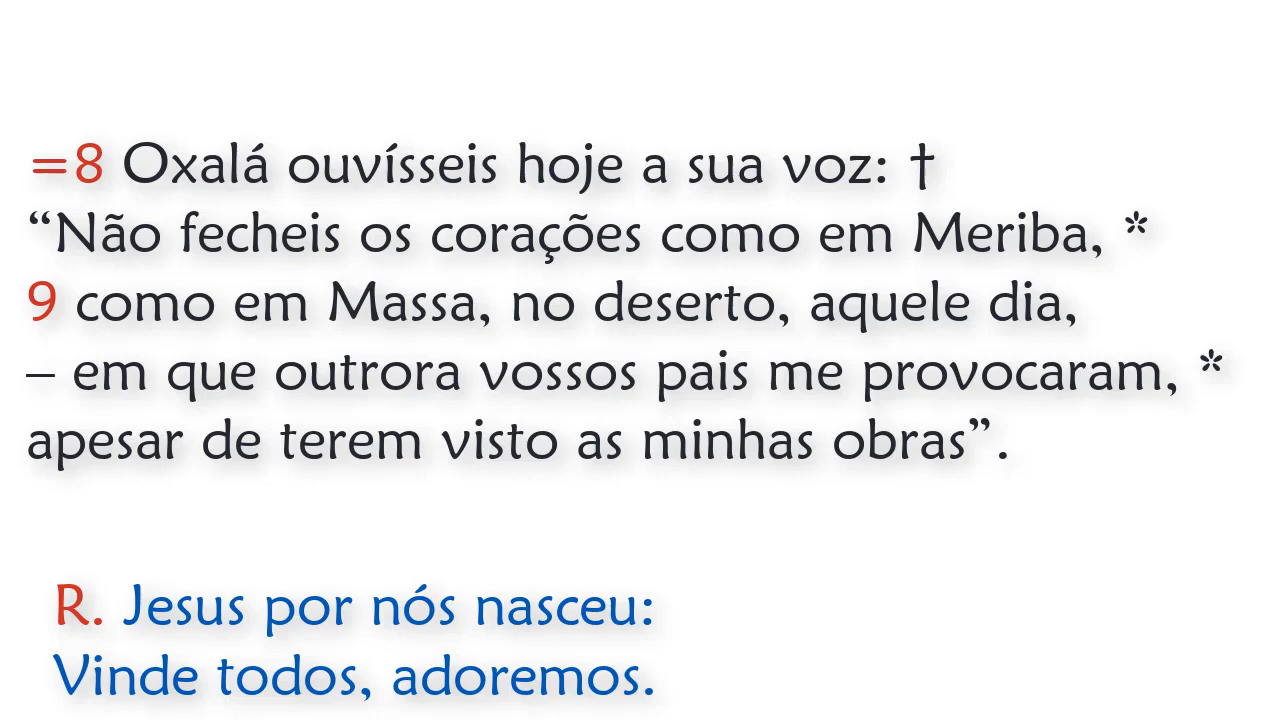 =8 Oxalá ouvísseis hoje a sua voz: †
“Não fecheis os corações como em Meriba, *
9 como em Massa, no deserto, aquele dia,
– em que outrora vossos pais me provocaram, *
apesar de terem visto as minhas obras”.
R. Jesus por nós nasceu:
Vinde todos, adoremos.